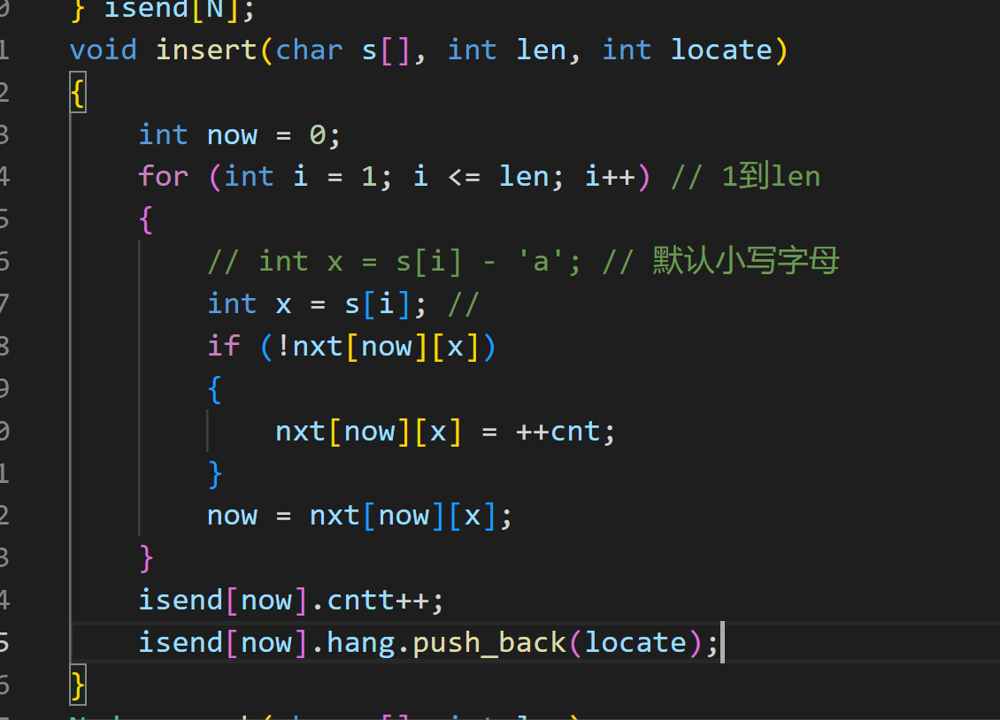 } isend[N];
void insert(char s[], int len, int locate)
{
int now = 0;
for (int i = 1; i <= len; i++) // 1到len
{
// int x = s[i] - 'a'; // 默认小写字母
int x = s[i]; //
if (!nxt[now][x])
{
nxt[now][x] = ++cnt;
}
now = nxt[now][x];
}
isend[now].cntt++;
isend[now].hang.push_back(locate);
}